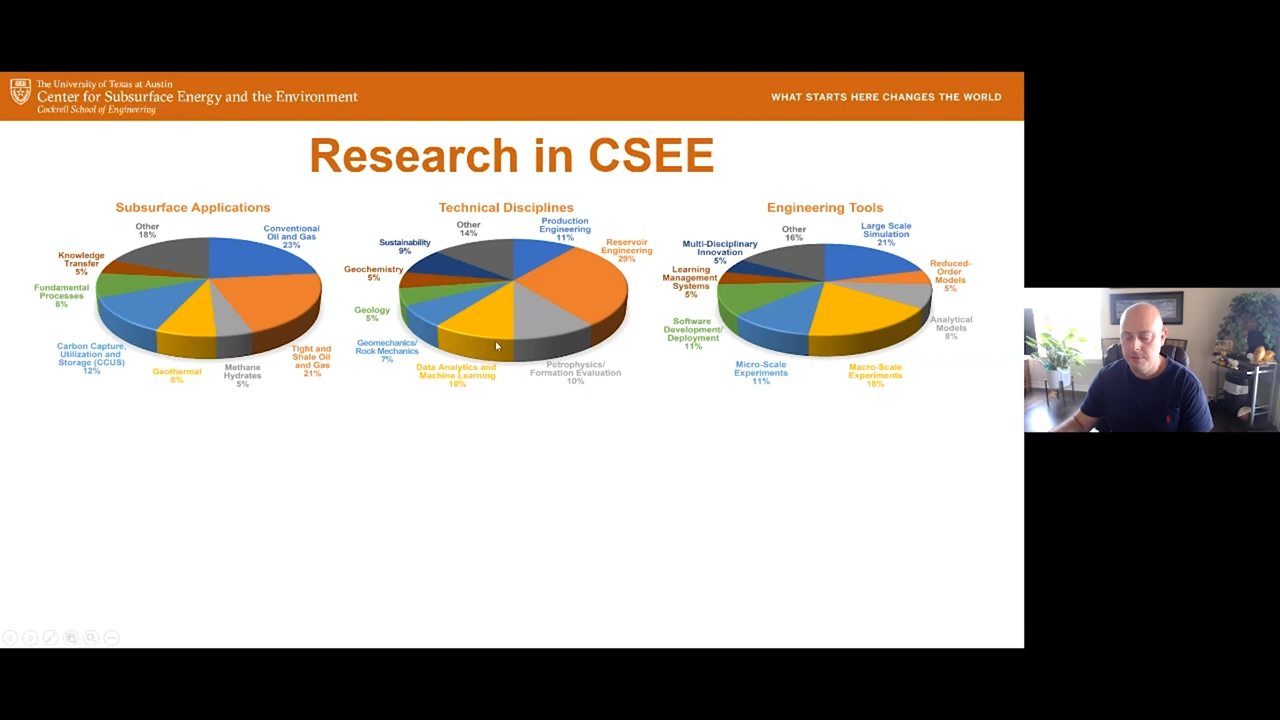 The University of Texas at Austin
Center for Subsurface Energy and the Environment
Cockrell School of Engineering
WHAT STARTS HERE CHANGES THE WORLD
Research in CSEE
Subsurface Applications
Other
18%
Conventional
Oil and Gas
23%
Knowledge
Transfer
5%
Fundamental
Processes
8%
Carbon Capture,
Utilization and
Storage (CCUS)
12%
Geothermal
8%
Methane
Hydrates
5%
Tight and
Shale Oil
and Gas
21%
Technical Disciplines
Other
14%
Production
Engineering
11%
Sustainability
9%
Reservoir
Engineering
29%
Geochemistry
5%
Geology
5%
Geomechanics/
Rock Mechanics
7%
Data Analytics and
Machine Learning
10%
Petrophysics/
Formation Evaluation
10%
Engineering Tools
Other
16%
Large Scale
Simulation
21%
Multi-Disciplinary
Innovation
5%
Reduced-
Order
Models
5%
Learning
Management
Systems
5%
Analytical
Models
8%
Software
Development/
Deployment
11%
Micro-Scale
Experiments
11%
Macro-Scale
Experiments
18%